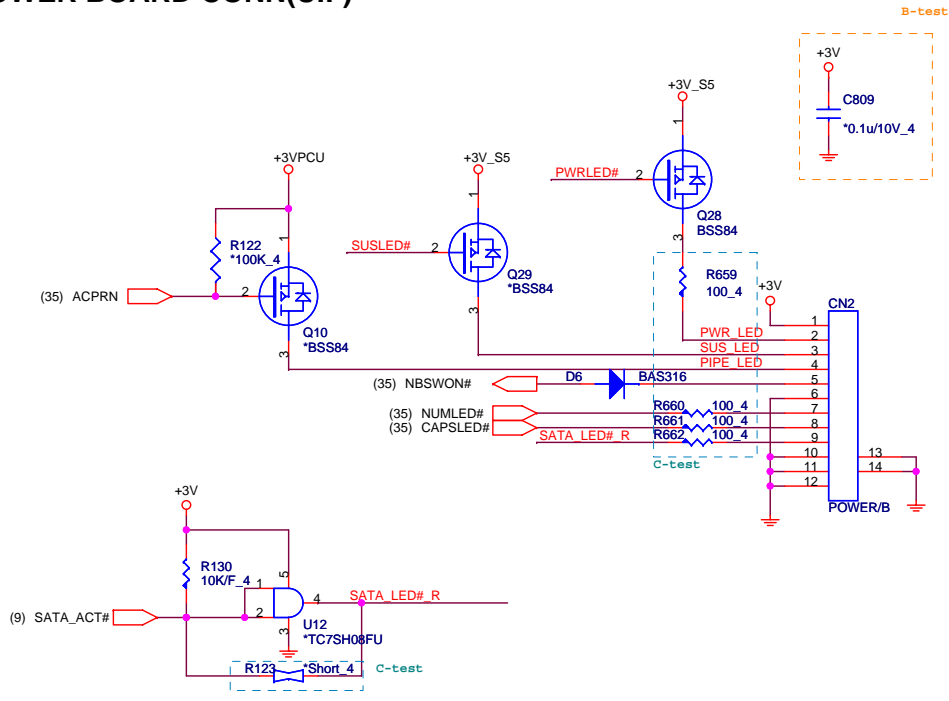 POWER BOARD CONN(UIF)
B-test
+3V
C809
*0.1u/10V_4
+3V_S5
1
PWRLED# 2
Q28
BSS84
3
+3VPCU
+3V_S5
1
SUSLED# 2
Q29
*BSS84
3
R122
*100K_4
1
(35) ACPRN 2
Q10
*BSS84
3
R659
100_4
+3V
CN2
1
PWR_LED 2
SUS_LED 3
PIPE_LED 4
(35) NBSWON# D6 BAS316 5
6
(35) NUMLED# R660 100_4 7
(35) CAPSLED# R661 100_4 8
SATA_LED#_R R662 100_4 9
10 13
11 14
12
C-test
POWER/B
+3V
R130
10K/F_4
5
1
(9) SATA_ACT# 2
4 SATA_LED#_R
3
U12
*TC7SH08FU
R123 *Short_4 C-test